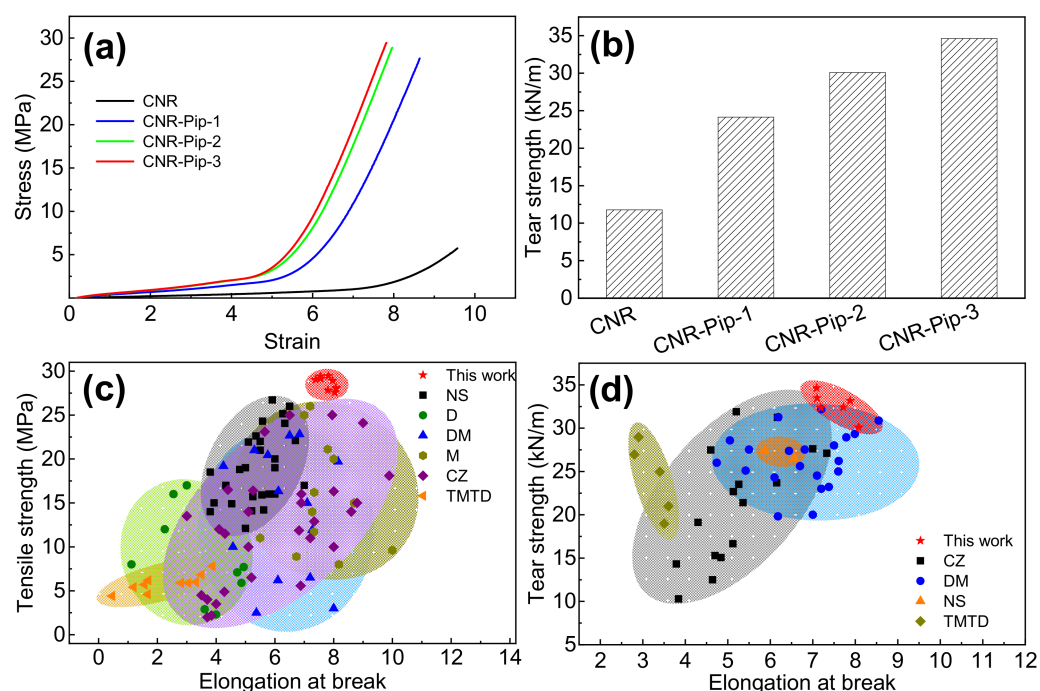 (a)
Stress (MPa)
30
25
20
15
10
5
CNR
CNR-Pip-1
CNR-Pip-2
CNR-Pip-3
0 2 4 6 8 10
Strain
(b)
Tear strength (kN/m)
35
30
25
20
15
10
5
0
CNR CNR-Pip-1 CNR-Pip-2 CNR-Pip-3
(c)
Tensile strength (MPa)
30
25
20
15
10
5
0
This work
NS
D
DM
M
CZ
TMTD
0 2 4 6 8 10 12 14
Elongation at break
(d)
Tear strength (kN/m)
40
35
30
25
20
15
10
5
This work
CZ
DM
NS
TMTD
2 3 4 5 6 7 8 9 10 11 12
Elongation at break